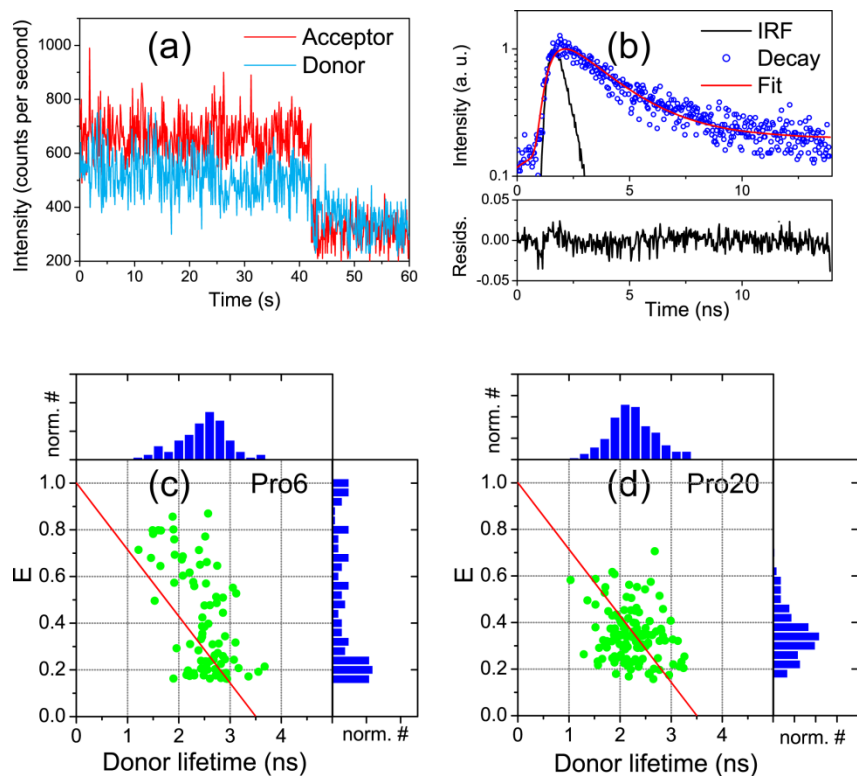 (a)
Acceptor
Donor
Intensity (counts per second)
1000
800
600
400
200
0 10 20 30 40 50 60
Time (s)
(b)
IRF
Decay
Fit
Intensity (a. u.)
1
0.1
Resids.
0.05
0.00
-0.05
0 5 10
Time (ns)
norm. #
(c)
Pro6
E
1.0
0.8
0.6
0.4
0.2
0.0
0 1 2 3 4
Donor lifetime (ns)
norm. #
norm. #
(d)
Pro20
E
1.0
0.8
0.6
0.4
0.2
0.0
0 1 2 3 4
Donor lifetime (ns)
norm. #